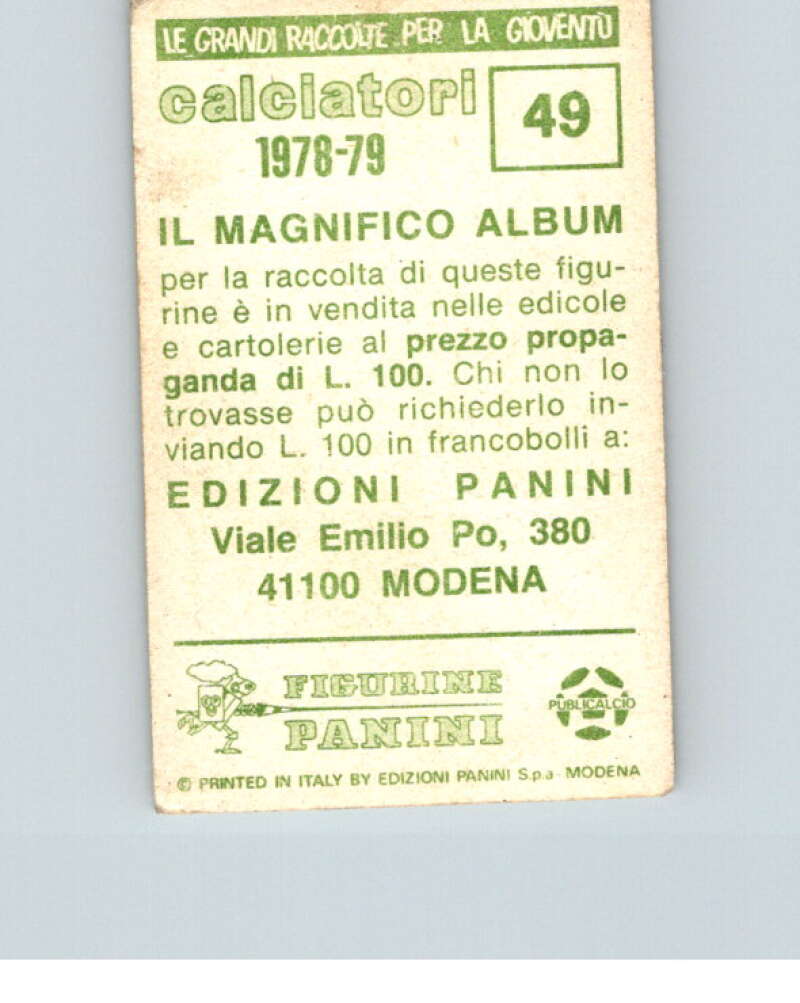 LE GRANDI RACCOLTE PER LA GIOVENTÙ
calciatori
1978-79
49
IL MAGNIFICO ALBUM
per la raccolta di queste figu-
rine è in vendita nelle edicole
e cartolerie al prezzo propa-
ganda di L. 100. Chi non lo
trovasse può richiederlo in-
viando L. 100 in francobolli a:
EDIZIONI PANINI
Viale Emilio Po, 380
41100 MODENA
FIGURINE
PANINI
PUBLICALCIO
© PRINTED IN ITALY BY EDIZIONI PANINI S.p.a - MODENA